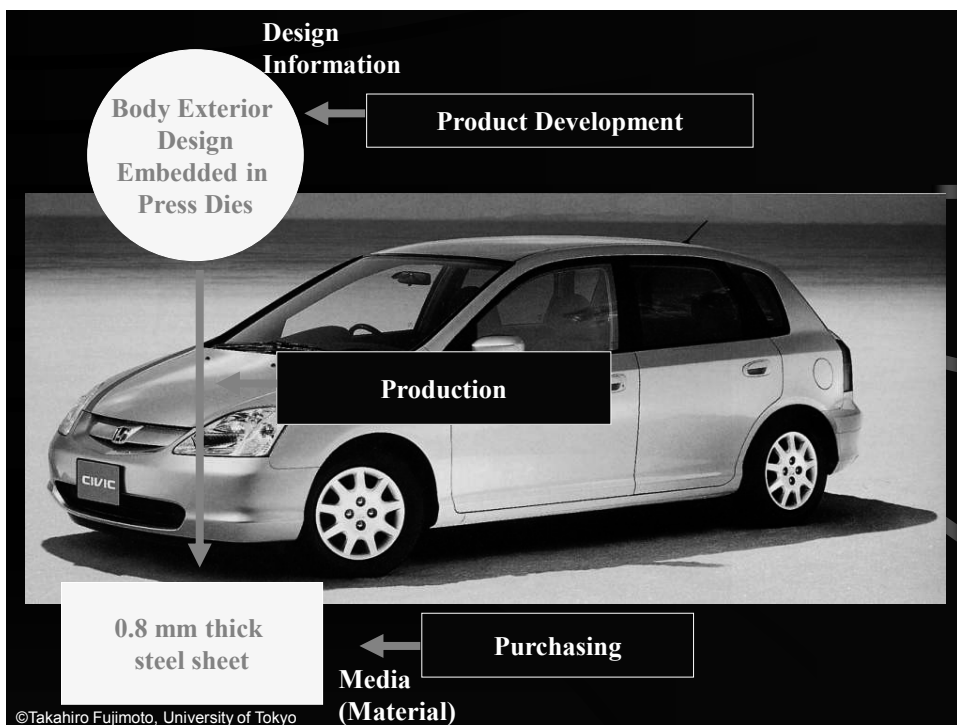 Design
Information
Body Exterior
Design
Embedded in
Press Dies
Product Development
Production
CIVIC
0.8 mm thick
steel sheet
Purchasing
Media
(Material)
©Takahiro Fujimoto, University of Tokyo